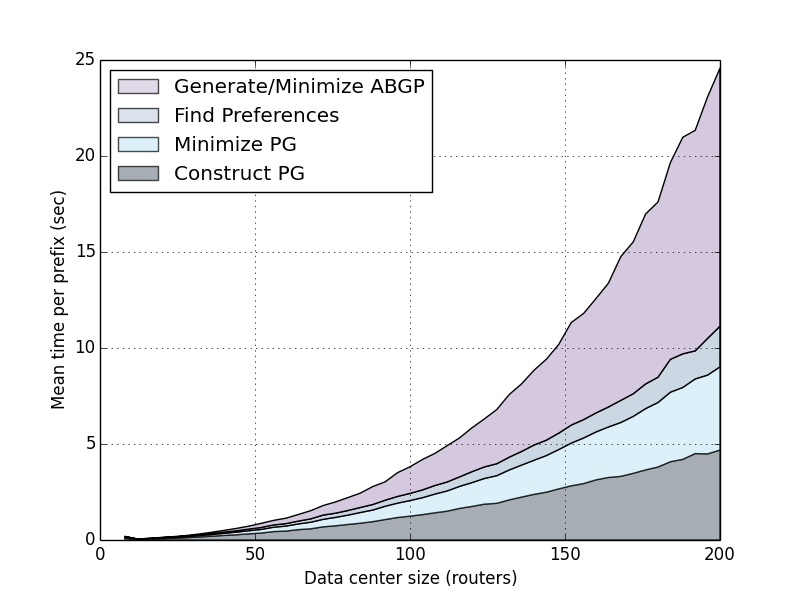 25
20
15
10
5
0
Mean time per prefix (sec)
Generate/Minimize ABGP
Find Preferences
Minimize PG
Construct PG
0 50 100 150 200
Data center size (routers)